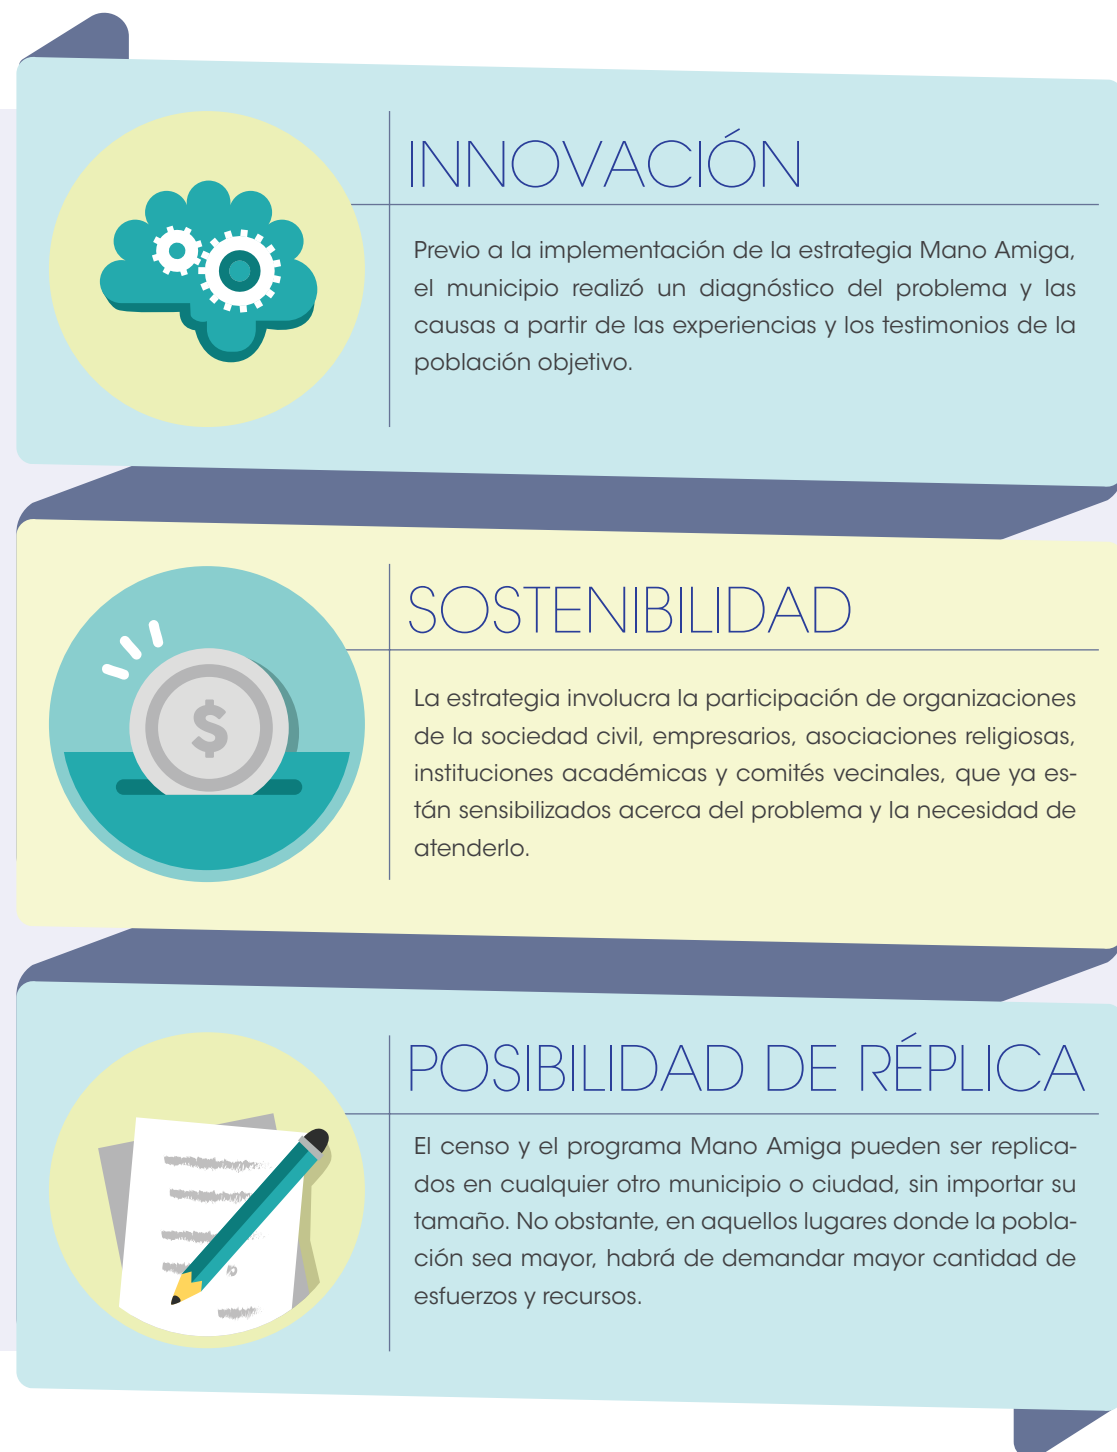 INNOVACIÓN
Previo a la implementación de la estrategia Mano Amiga,
el municipio realizó un diagnóstico del problema y las
causas a partir de las experiencias y los testimonios de la
población objetivo.
$
SOSTENIBILIDAD
La estrategia involucra la participación de organizaciones
de la sociedad civil, empresarios, asociaciones religiosas,
instituciones académicas y comités vecinales, que ya es-
tán sensibilizados acerca del problema y la necesidad de
atenderlo.
POSIBILIDAD DE RÉPLICA
El censo y el programa Mano Amiga pueden ser replica-
dos en cualquier otro municipio o ciudad, sin importar su
tamaño. No obstante, en aquellos lugares donde la pobla-
ción sea mayor, habrá de demandar mayor cantidad de
esfuerzos y recursos.